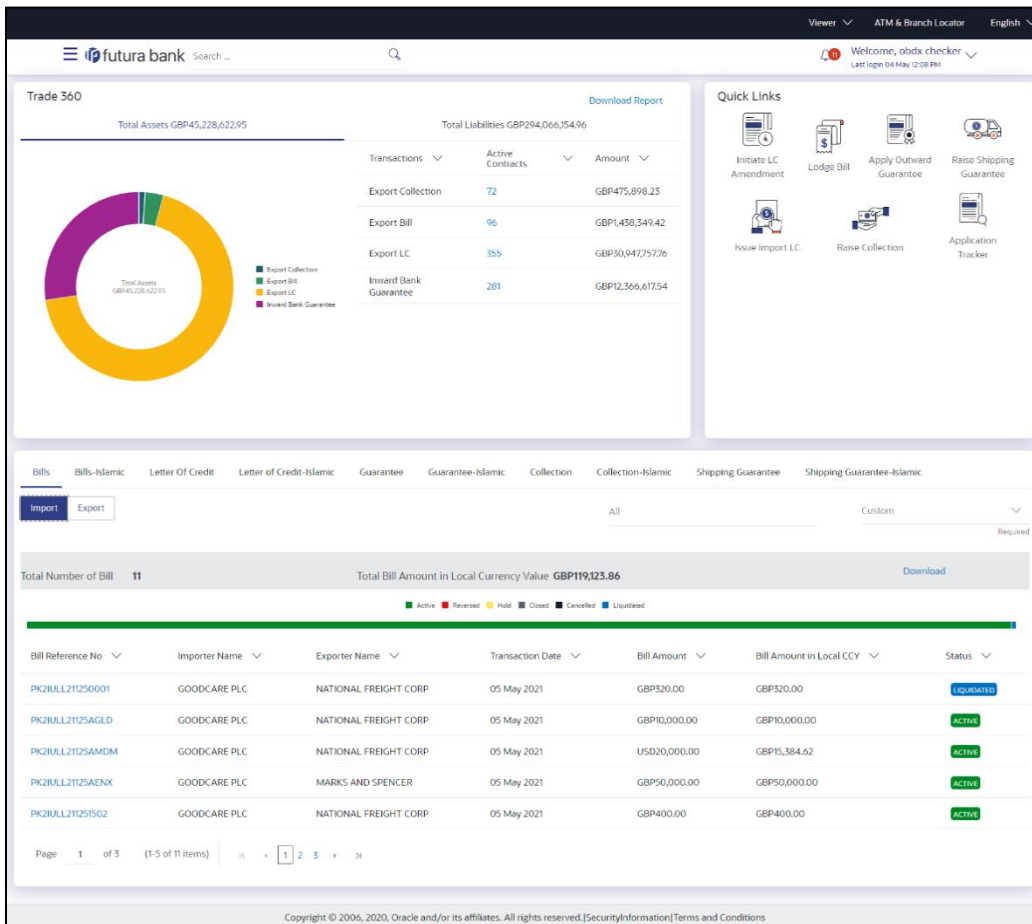 Viewer ATM & Branch Locator English
futura bank Search ... 11 Welcome, obdx checker
Last login 04 May 12:08 PM
Trade 360
Download Report
Total Assets GBP45,228,622.95 Total Liabilities GBP294,066,154.96
Transactions Active Contracts Amount
Export Collection 72 GBP475,898.23
Export Bill 96 GBP1,438,349.42
Export LC 355 GBP30,947,757.76
Inward Bank Guarantee 281 GBP12,366,617.54
Total Assets
GBP45,228,622.95
Export Collection
Export Bill
Export LC
Inward Bank Guarantee
Quick Links
Initiate LC Amendment
Lodge Bill
Apply Outward Guarantee
Raise Shipping Guarantee
Issue Import LC
Raise Collection
Application Tracker
Bills Bills-Islamic Letter Of Credit Letter of Credit-Islamic Guarantee Guarantee-Islamic Collection Collection-Islamic Shipping Guarantee Shipping Guarantee-Islamic
Import Export All Custom
Required
Total Number of Bill 11 Total Bill Amount in Local Currency Value GBP119,123.86 Download
Active Reversed Hold Closed Cancelled Liquidated
Bill Reference No Importer Name Exporter Name Transaction Date Bill Amount Bill Amount in Local CCY Status
PK2IULL211250001 GOODCARE PLC NATIONAL FREIGHT CORP 05 May 2021 GBP320.00 GBP320.00 LIQUIDATED
PK2IULL21125AGLD GOODCARE PLC NATIONAL FREIGHT CORP 05 May 2021 GBP10,000.00 GBP10,000.00 ACTIVE
PK2IULL21125AMDM GOODCARE PLC NATIONAL FREIGHT CORP 05 May 2021 USD20,000.00 GBP15,384.62 ACTIVE
PK2IULL21125AENX GOODCARE PLC MARKS AND SPENCER 05 May 2021 GBP50,000.00 GBP50,000.00 ACTIVE
PK2IULL211251502 GOODCARE PLC NATIONAL FREIGHT CORP 05 May 2021 GBP400.00 GBP400.00 ACTIVE
Page 1 of 3 (1-5 of 11 items) 1 2 3
Copyright © 2006, 2020, Oracle and/or its affiliates. All rights reserved.|SecurityInformation|Terms and Conditions